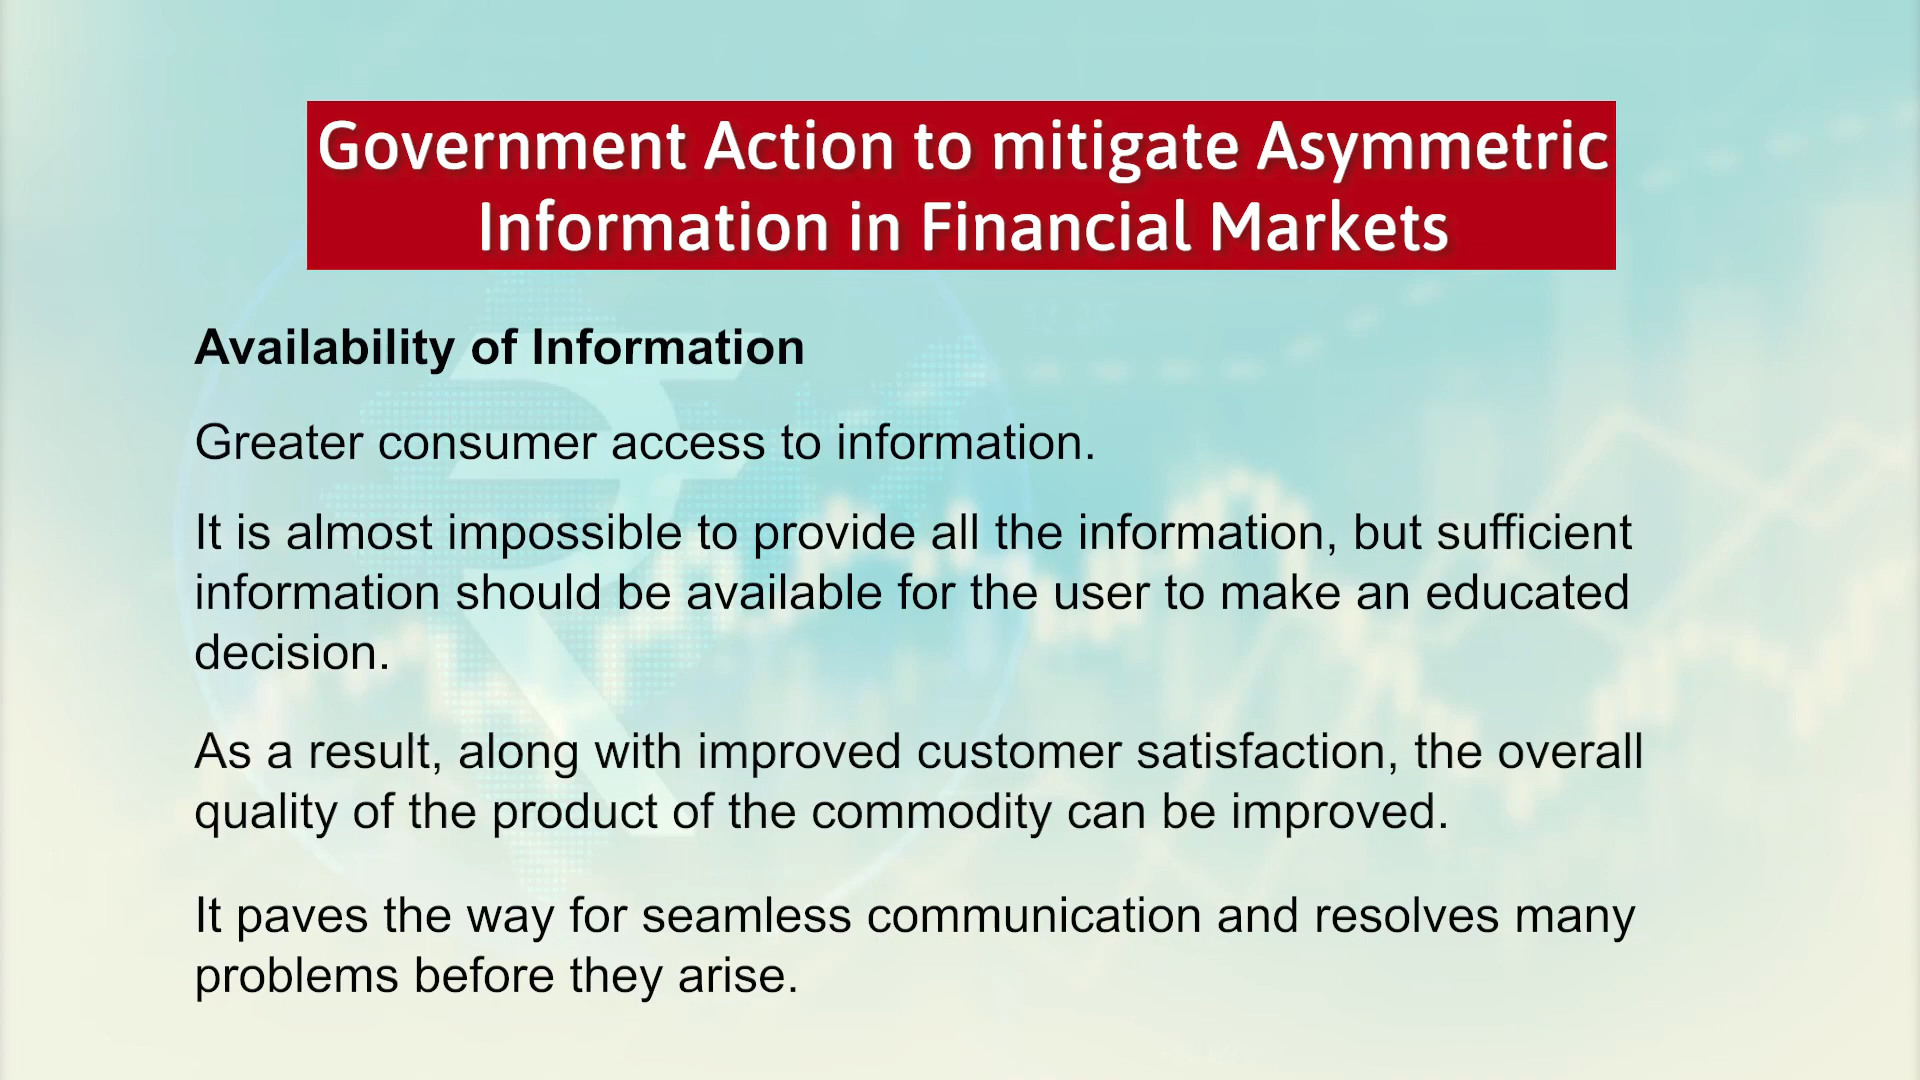 Government Action to mitigate Asymmetric
Information in Financial Markets
Availability of Information
Greater consumer access to information.
It is almost impossible to provide all the information, but sufficient
information should be available for the user to make an educated
decision.
As a result, along with improved customer satisfaction, the overall
quality of the product of the commodity can be improved.
It paves the way for seamless communication and resolves many
problems before they arise.